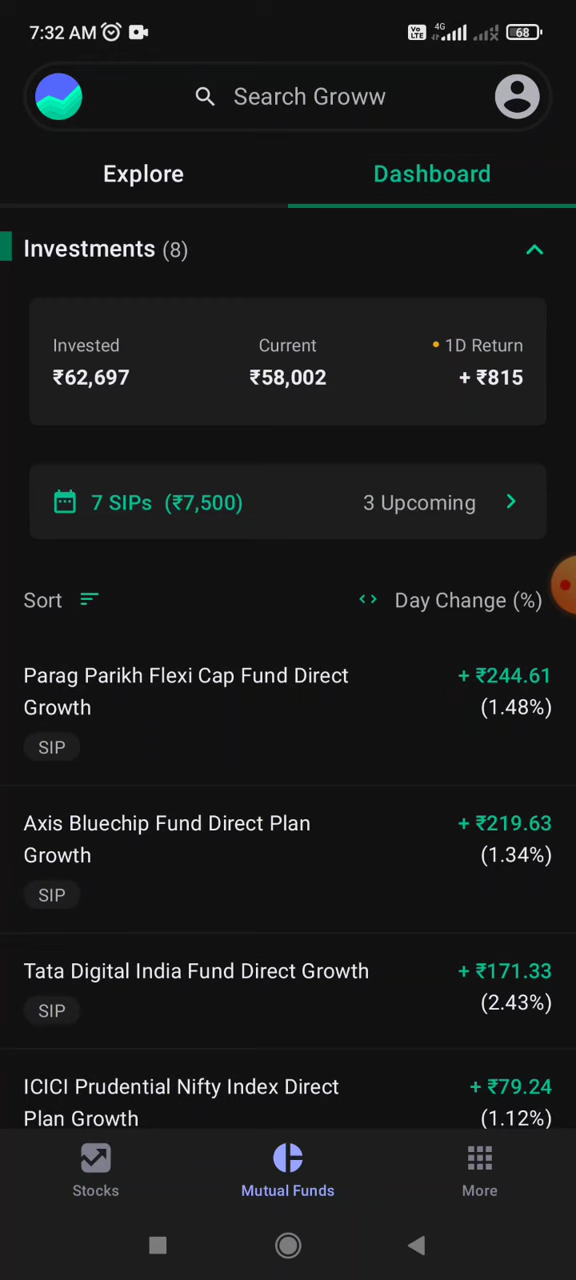 7:32 AM
Vo LTE 4G 68
Search Groww
Explore Dashboard
Investments (8)
Invested Current 1D Return
₹62,697 ₹58,002 + ₹815
7 SIPs (₹7,500) 3 Upcoming
Sort <> Day Change (%)
Parag Parikh Flexi Cap Fund Direct + ₹244.61
Growth (1.48%)
SIP
Axis Bluechip Fund Direct Plan + ₹219.63
Growth (1.34%)
SIP
Tata Digital India Fund Direct Growth + ₹171.33
(2.43%)
SIP
ICICI Prudential Nifty Index Direct + ₹79.24
Plan Growth (1.12%)
Stocks Mutual Funds More